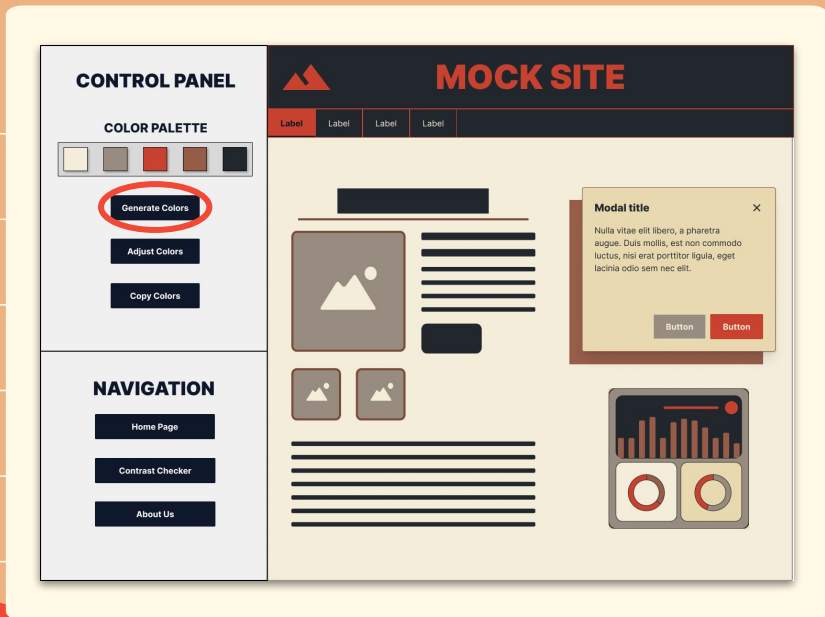 CONTROL PANEL
COLOR PALETTE
Generate Colors
Adjust Colors
Copy Colors
NAVIGATION
Home Page
Contrast Checker
About Us
MOCK SITE
Label Label Label Label
Modal title
Nulla vitae elit libero, a pharetra
augue. Duis mollis, est non commodo
luctus, nisi erat porttitor ligula, eget
lacinia odio sem nec elit.
Button Button